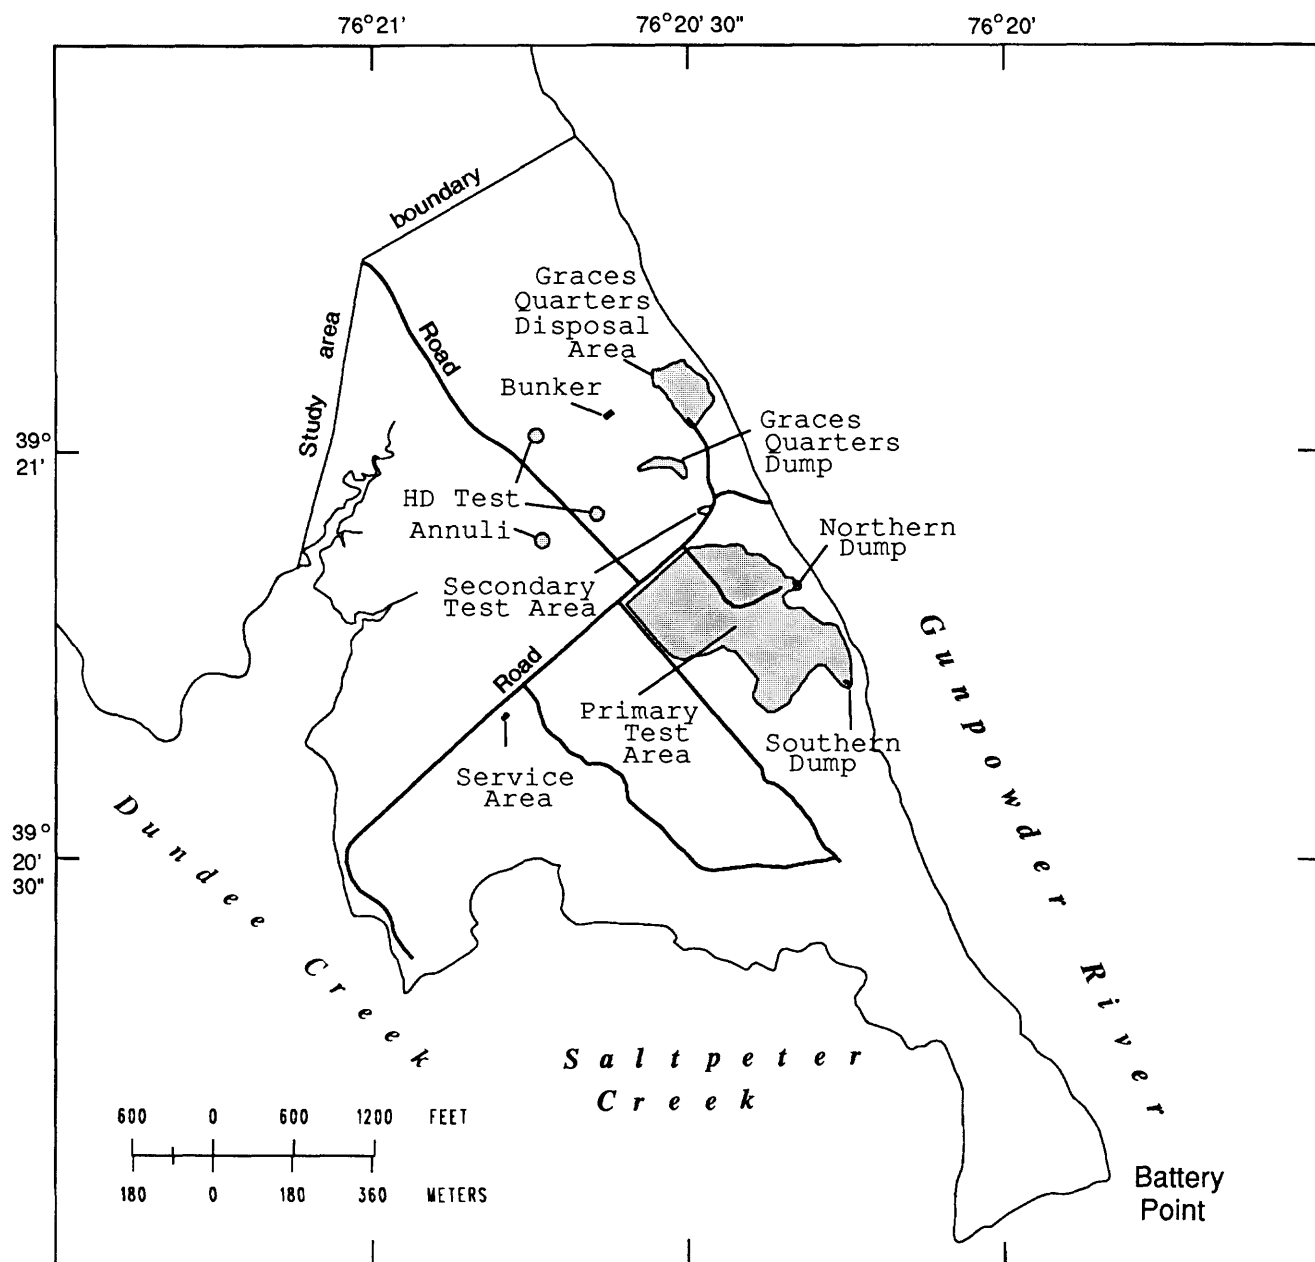 76°21'
76°20' 30"
76°20'
boundary
Study area
Road
Graces
Quarters
Disposal
Area
Bunker
Graces
Quarters
Dump
39°
21'
HD Test
Annuli
Northern
Dump
Secondary
Test Area
Road
Primary
Test
Area
Southern
Dump
Service
Area
Gunpowder River
Dundee Creek
39°
20'
30"
Saltpeter
Creek
600 0 600 1200 FEET
180 0 180 360 METERS
Battery
Point